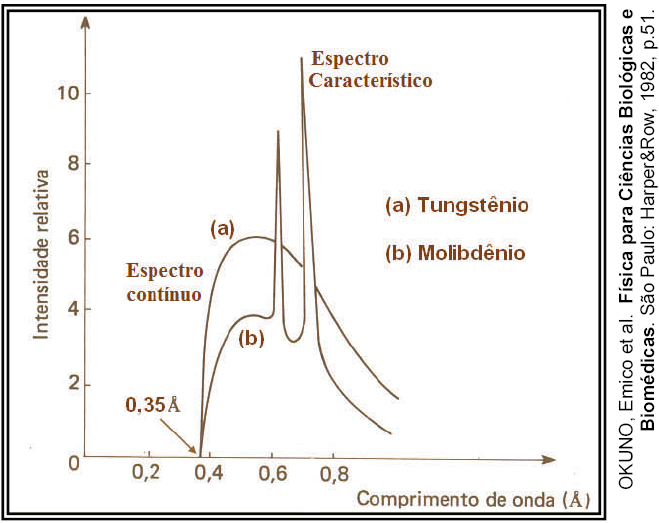 Espectro
Característico
10
8
6
4
2
0
Intensidade relativa
(a)
(a) Tungstênio
(b) Molibdênio
Espectro
contínuo
(b)
0,35Å
0,2
0,4
0,6
0,8
Comprimento de onda (Å)
OKUNO, Emico et al. Física para Ciências Biológicas e
Biomédicas. São Paulo: Harper&Row, 1982, p.51.